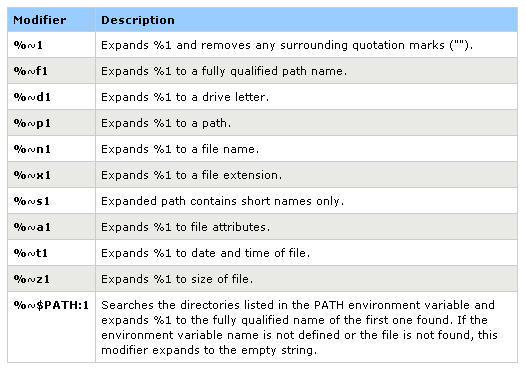 Modifier Description
%~1 Expands %1 and removes any surrounding quotation marks ("").
%~f1 Expands %1 to a fully qualified path name.
%~d1 Expands %1 to a drive letter.
%~p1 Expands %1 to a path.
%~n1 Expands %1 to a file name.
%~x1 Expands %1 to a file extension.
%~s1 Expanded path contains short names only.
%~a1 Expands %1 to file attributes.
%~t1 Expands %1 to date and time of file.
%~z1 Expands %1 to size of file.
%~$PATH:1 Searches the directories listed in the PATH environment variable and
expands %1 to the fully qualified name of the first one found. If the
environment variable name is not defined or the file is not found, this
modifier expands to the empty string.